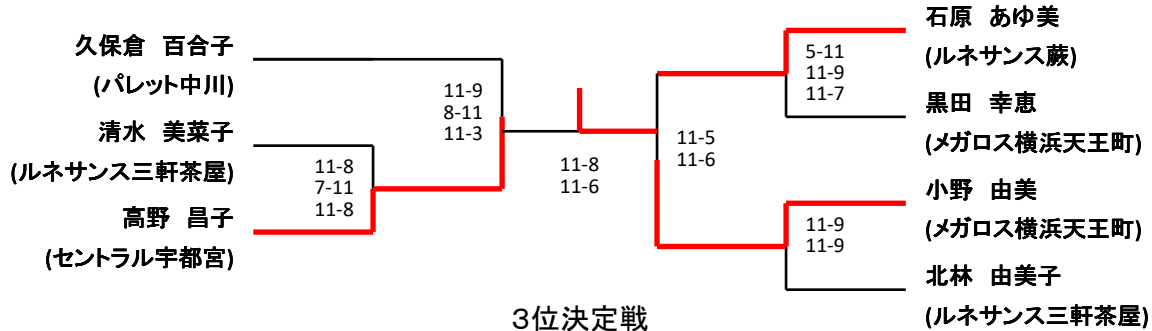 久保倉 百合子
(パレット中川)
清水 美菜子
(ルネサンス三軒茶屋)
高野 昌子
(セントラル宇都宮)
11-9
8-11
11-3
11-8
7-11
11-8
11-8
11-6
11-5
11-6
石原 あゆ美
(ルネサンス蕨)
5-11
11-9
11-7
黒田 幸恵
(メガロス横浜天王町)
小野 由美
(メガロス横浜天王町)
11-9
11-9
北林 由美子
(ルネサンス三軒茶屋)
3位決定戦